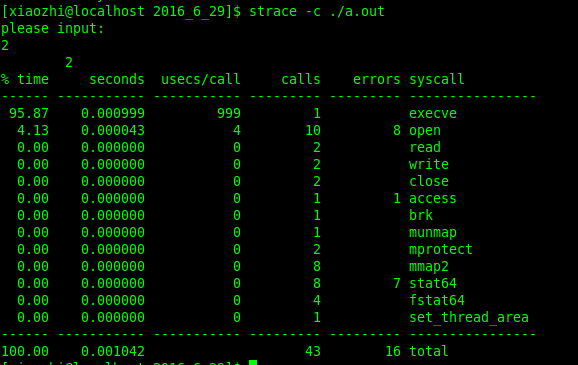 [xiaozhi@localhost 2016_6_29]$ strace -c ./a.out
please input:
2
        2
% time     seconds  usecs/call     calls    errors syscall
------ ----------- ----------- --------- --------- ----------------
 95.87    0.000999         999         1           execve
  4.13    0.000043           4        10         8 open
  0.00    0.000000           0         2           read
  0.00    0.000000           0         2           write
  0.00    0.000000           0         2           close
  0.00    0.000000           0         1         1 access
  0.00    0.000000           0         1           brk
  0.00    0.000000           0         1           munmap
  0.00    0.000000           0         2           mprotect
  0.00    0.000000           0         8           mmap2
  0.00    0.000000           0         8         7 stat64
  0.00    0.000000           0         4           fstat64
  0.00    0.000000           0         1           set_thread_area
------ ----------- ----------- --------- --------- ----------------
100.00    0.001042                    43        16 total
[xiaozhi@localhost 2016_6_29]$